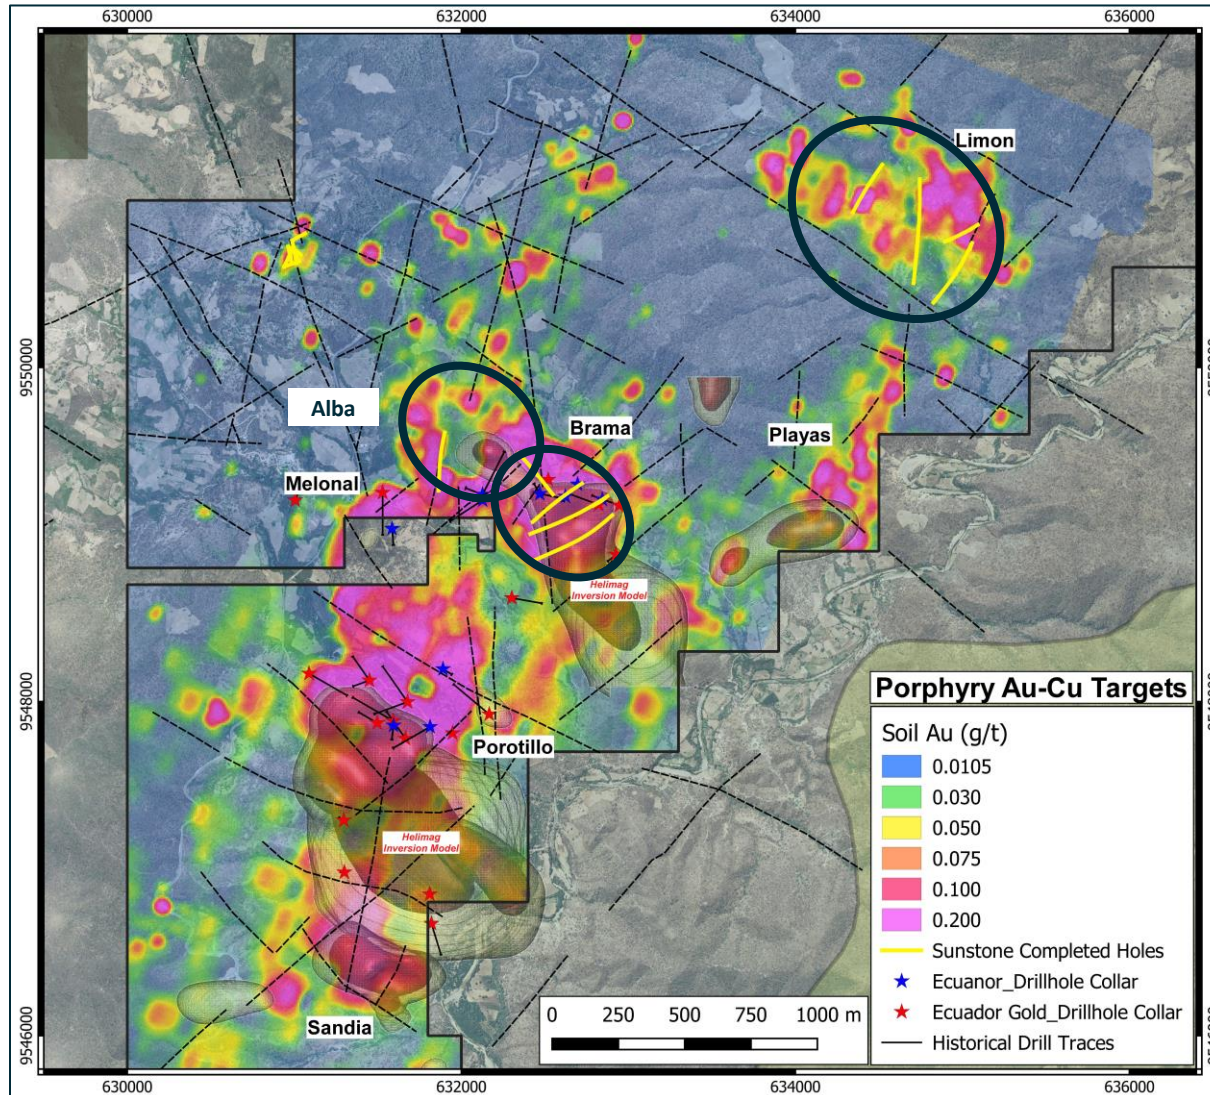 630000
632000
634000
636000
Limon
9550000
Alba
Brama
Playas
Melonal
Helimag
Inversion Model
Porphyry Au-Cu Targets
Soil Au (g/t)
0.0105
0.030
0.050
0.075
0.100
0.200
Sunstone Completed Holes
Ecuanor_Drillhole Collar
Ecuador Gold_Drillhole Collar
Historical Drill Traces
9548000
Porotillo
Helimag
Inversion Model
0 250 500 750 1000 m
Sandia
9546000
630000
632000
634000
636000